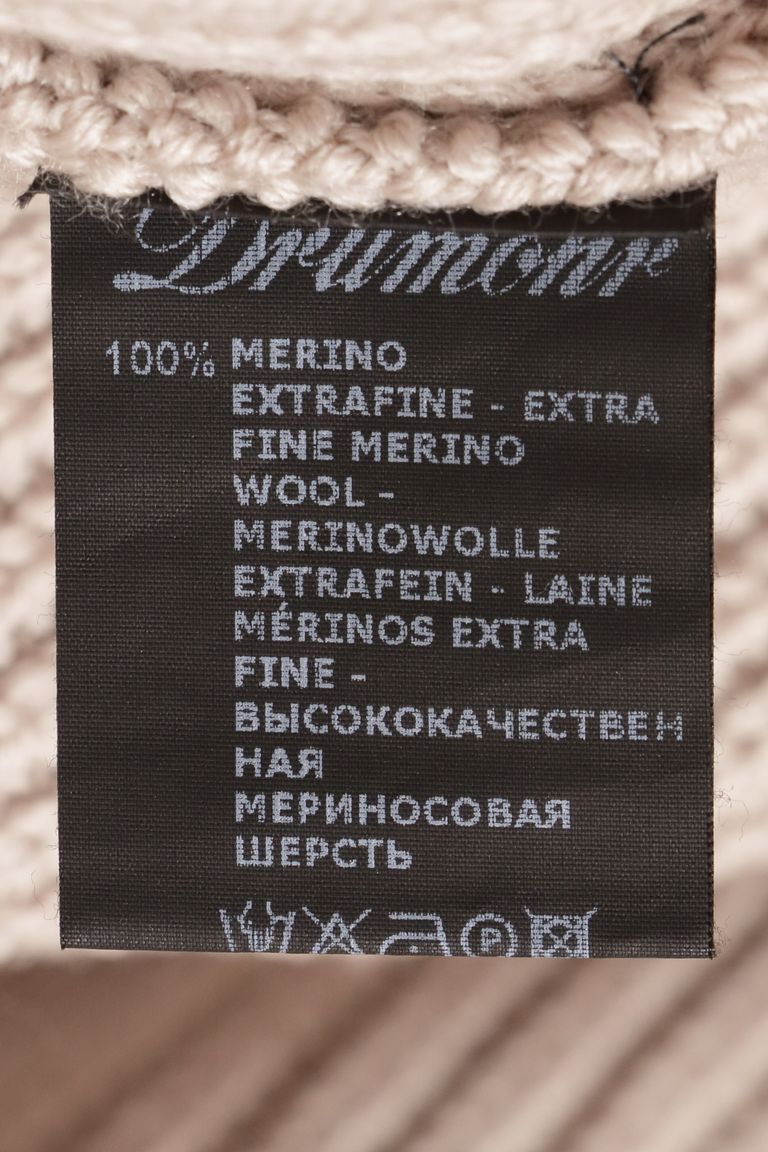 Drumohr
100% MERINO
EXTRAFINE - EXTRA
FINE MERINO
WOOL -
MERINOWOLLE
EXTRAFEIN - LAINE
MÉRINOS EXTRA
FINE -
ВЫСОКОКАЧЕСТВЕН
НАЯ
МЕРИНОСОВАЯ
ШЕРСТЬ
P